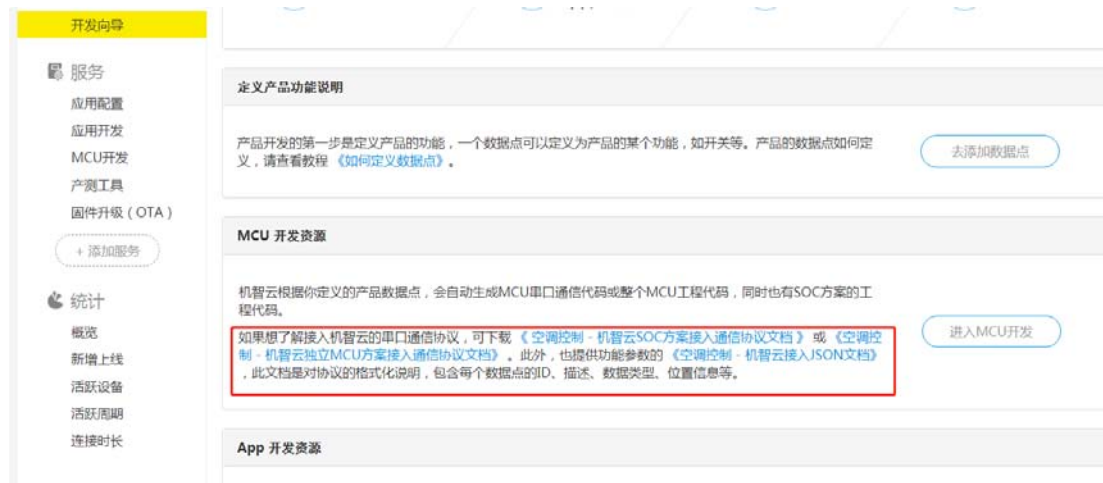 开发向导
服务
应用配置
应用开发
MCU开发
产测工具
固件升级（OTA）
+ 添加服务
统计
概览
新增上线
活跃设备
活跃周期
连接时长
定义产品功能说明
产品开发的第一步是定义产品的功能，一个数据点可以定义为产品的某个功能，如开关等。产品的数据点如何定
义，请查看教程 《如何定义数据点》。
去添加数据点
MCU 开发资源
机智云根据你定义的产品数据点，会自动生成MCU串口通信代码或整个MCU工程代码，同时也有SOC方案的工
程代码。
如果想了解接入机智云的串口通信协议，可下载 《 空调控制 - 机智云SOC方案接入通信协议文档 》 或 《空调控
制 - 机智云独立MCU方案接入通信协议文档》 。此外，也提供功能参数的 《空调控制 - 机智云接入JSON文档》
，此文档是对协议的格式化说明，包含每个数据点的ID、描述、数据类型、位置信息等。
进入MCU开发
App 开发资源